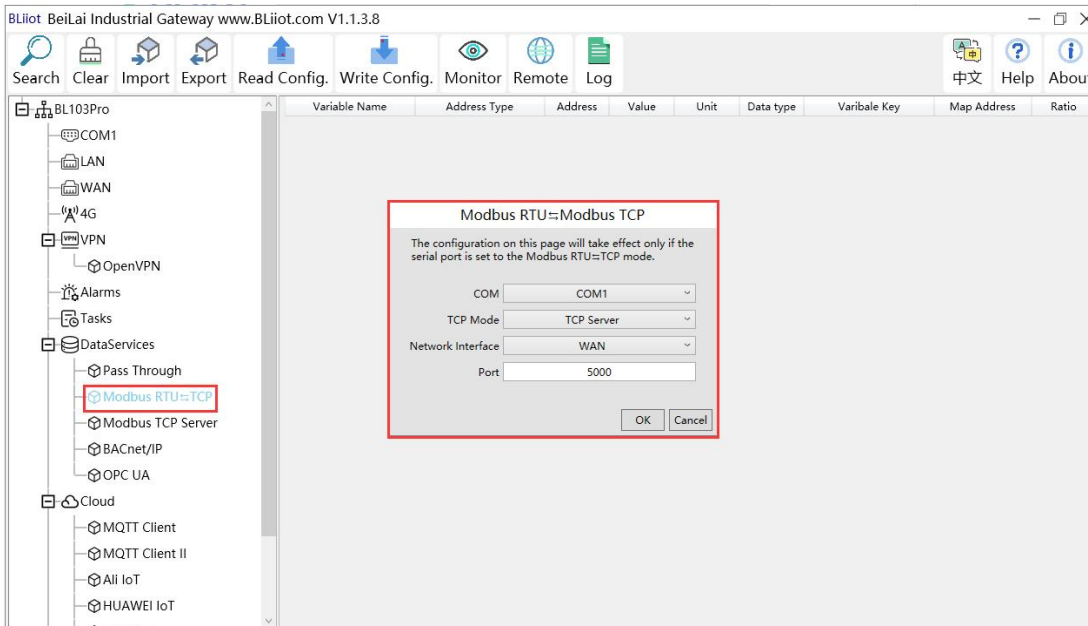 BLiiot BeiLai Industrial Gateway www.BLiiot.com V1.1.3.8
Search Clear Import Export Read Config. Write Config. Monitor Remote Log 中文 Help About
BL103Pro
COM1
LAN
WAN
4G
VPN VPN
OpenVPN
Alarms
Tasks
DataServices
Pass Through
Modbus RTU⇆TCP
Modbus TCP Server
BACnet/IP
OPC UA
Cloud
MQTT Client
MQTT Client II
Ali IoT
HUAWEI IoT
Variable Name Address Type Address Value Unit Data type Varibale Key Map Address Ratio
Modbus RTU⇆Modbus TCP
The configuration on this page will take effect only if the
serial port is set to the Modbus RTU⇆TCP mode.
COM COM1
TCP Mode TCP Server
Network Interface WAN
Port 5000
OK Cancel